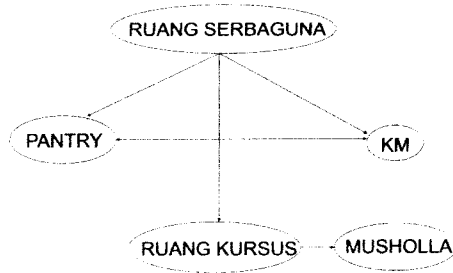 RUANG SERBAGUNA
PANTRY
KM
RUANG KURSUS
MUSHOLLA